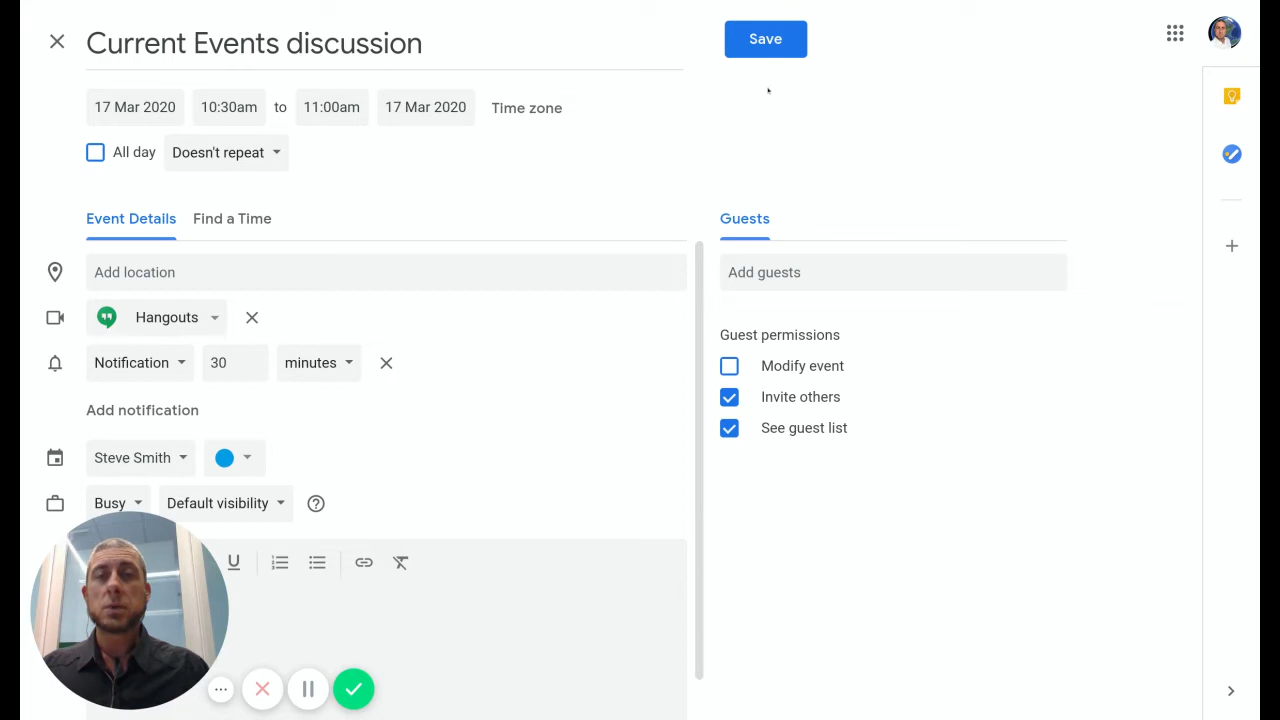 Current Events discussion
Save
17 Mar 2020 10:30am to 11:00am 17 Mar 2020 Time zone
All day Doesn't repeat
Event Details Find a Time
Guests
Add location
Add guests
Hangouts
Guest permissions
Notification 30 minutes
Modify event
Invite others
Add notification
See guest list
Steve Smith
Busy Default visibility